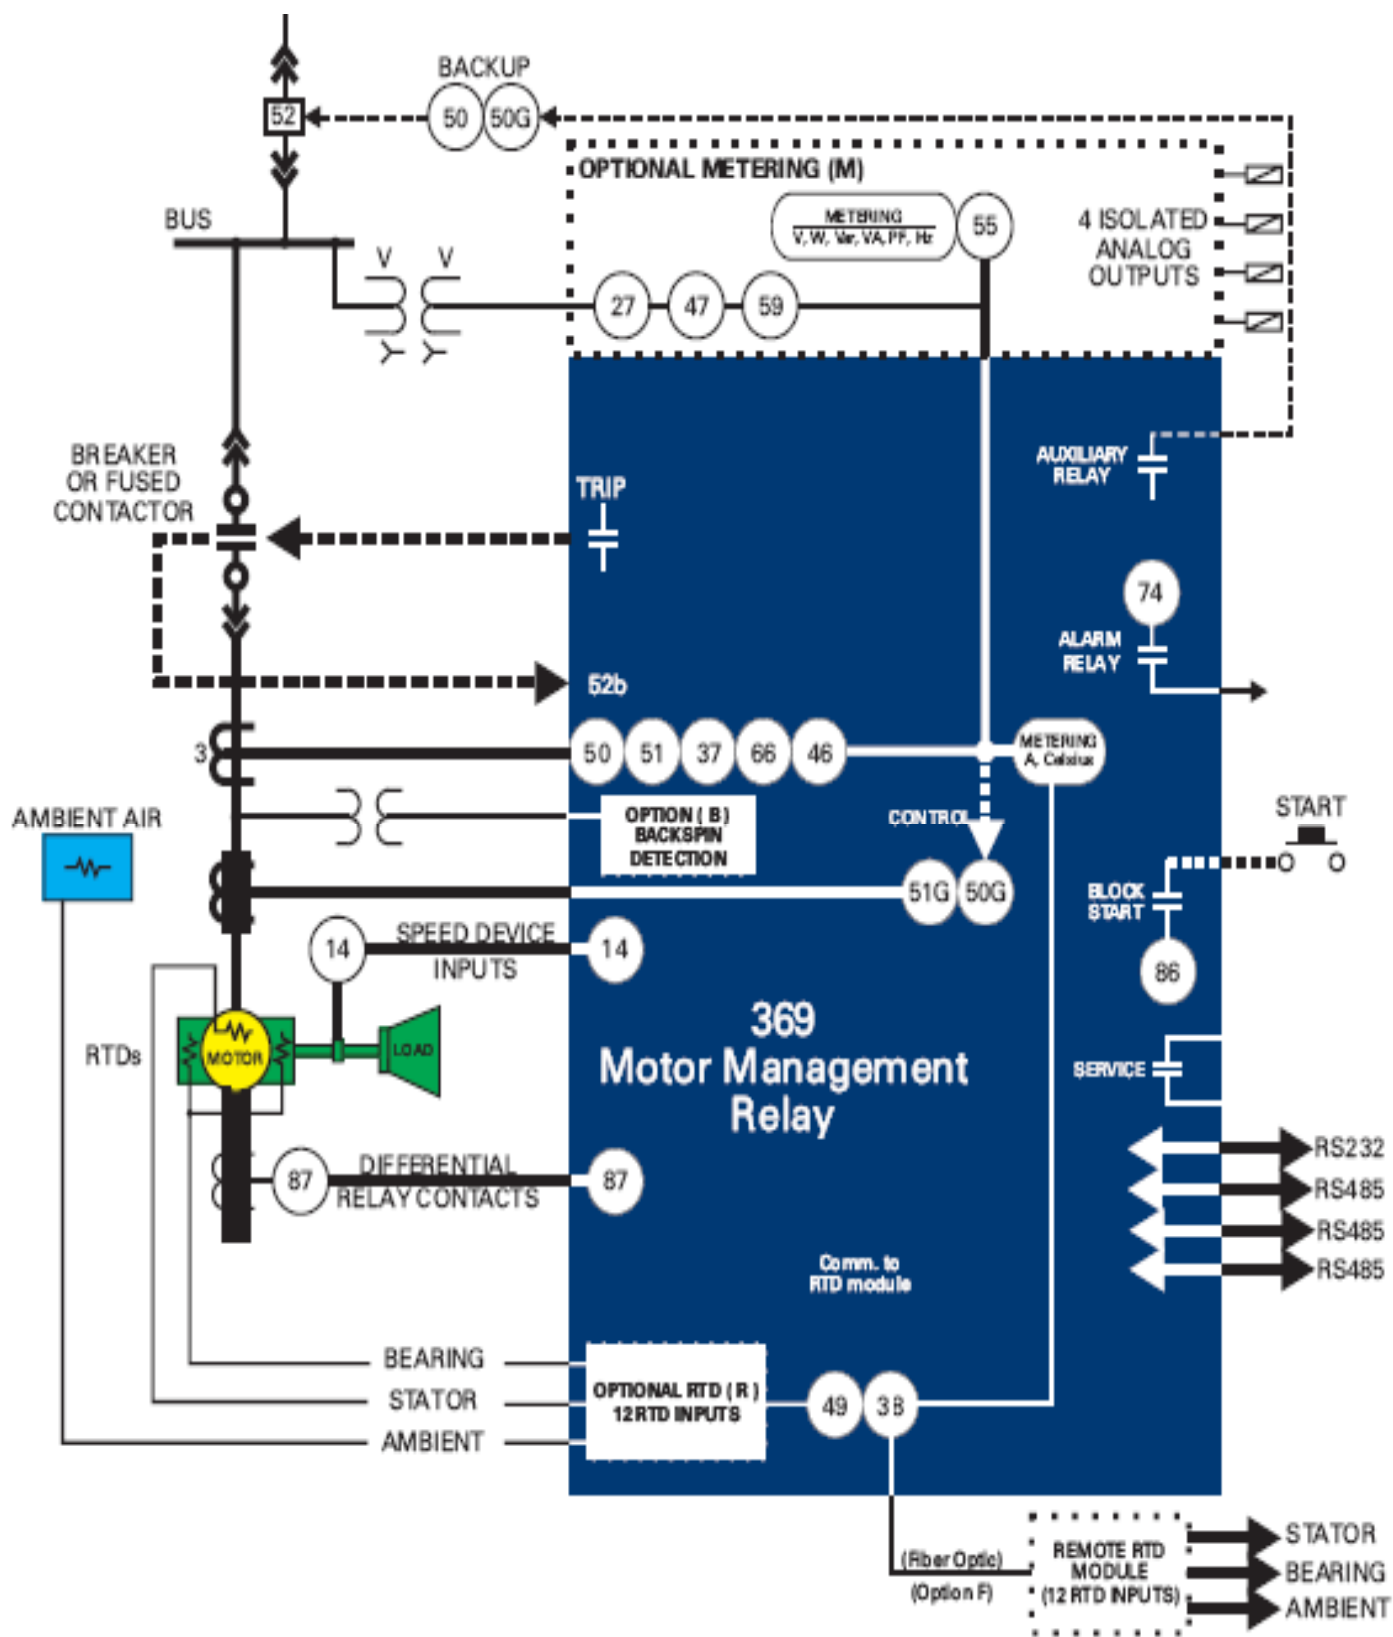 BACKUP
52
50
50G
OPTIONAL METERING (M)
METERING
V, W, Var, VA, PF, Hz
55
4 ISOLATED
ANALOG
OUTPUTS
BUS
V
V
27
47
59
BREAKER
OR FUSED
CONTACTOR
TRIP
AUXILIARY
RELAY
74
ALARM
RELAY
52b
3
50
51
37
66
46
METERING
A, Celsius
AMBIENT AIR
OPTION ( B )
BACKSPIN
DETECTION
CONTROL
START
51G
50G
BLOCK
START
86
14
SPEED DEVICE
INPUTS
14
369
Motor Management
Relay
RTDs
MOTOR
LOAD
SERVICE
RS232
RS485
RS485
RS485
87
DIFFERENTIAL
RELAY CONTACTS
87
Comm. to
RTD module
BEARING
STATOR
AMBIENT
OPTIONAL RTD ( R )
12 RTD INPUTS
49
38
(Fiber Optic)
(Option F)
REMOTE RTD
MODULE
(12 RTD INPUTS)
STATOR
BEARING
AMBIENT